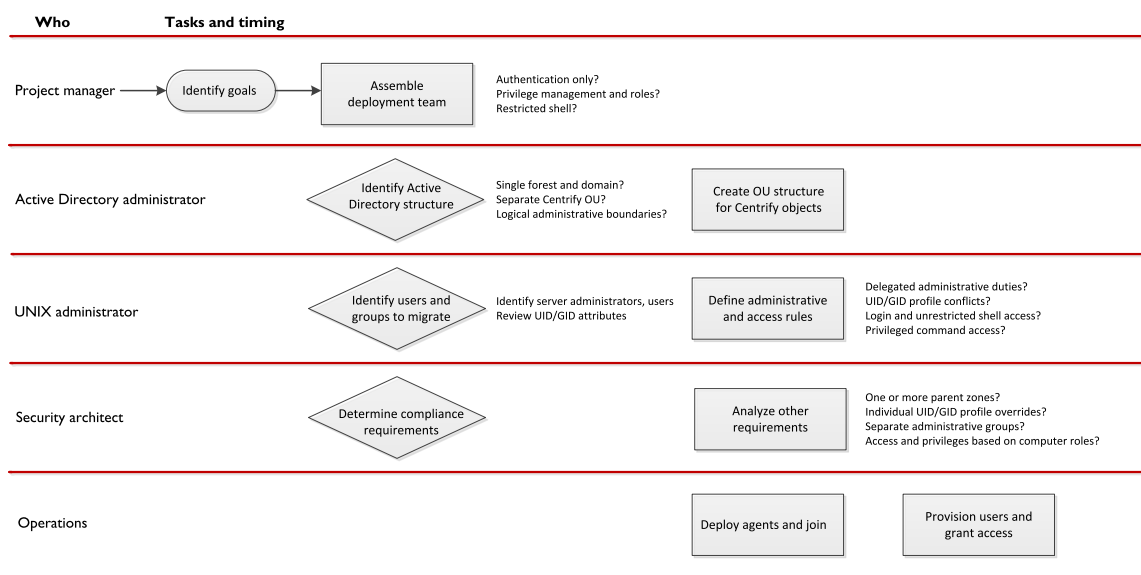 Who
Tasks and timing
Project manager
Identify goals
Assemble
deployment team
Authentication only?
Privilege management and roles?
Restricted shell?
Active Directory administrator
Identify Active
Directory structure
Single forest and domain?
Separate Centrify OU?
Logical administrative boundaries?
Create OU structure
for Centrify objects
UNIX administrator
Identify users and
groups to migrate
Identify server administrators, users
Review UID/GID attributes
Define administrative
and access rules
Delegated administrative duties?
UID/GID profile conflicts?
Login and unrestricted shell access?
Privileged command access?
Security architect
Determine compliance
requirements
Analyze other
requirements
One or more parent zones?
Individual UID/GID profile overrides?
Separate administrative groups?
Access and privileges based on computer roles?
Operations
Deploy agents and join
Provision users and
grant access